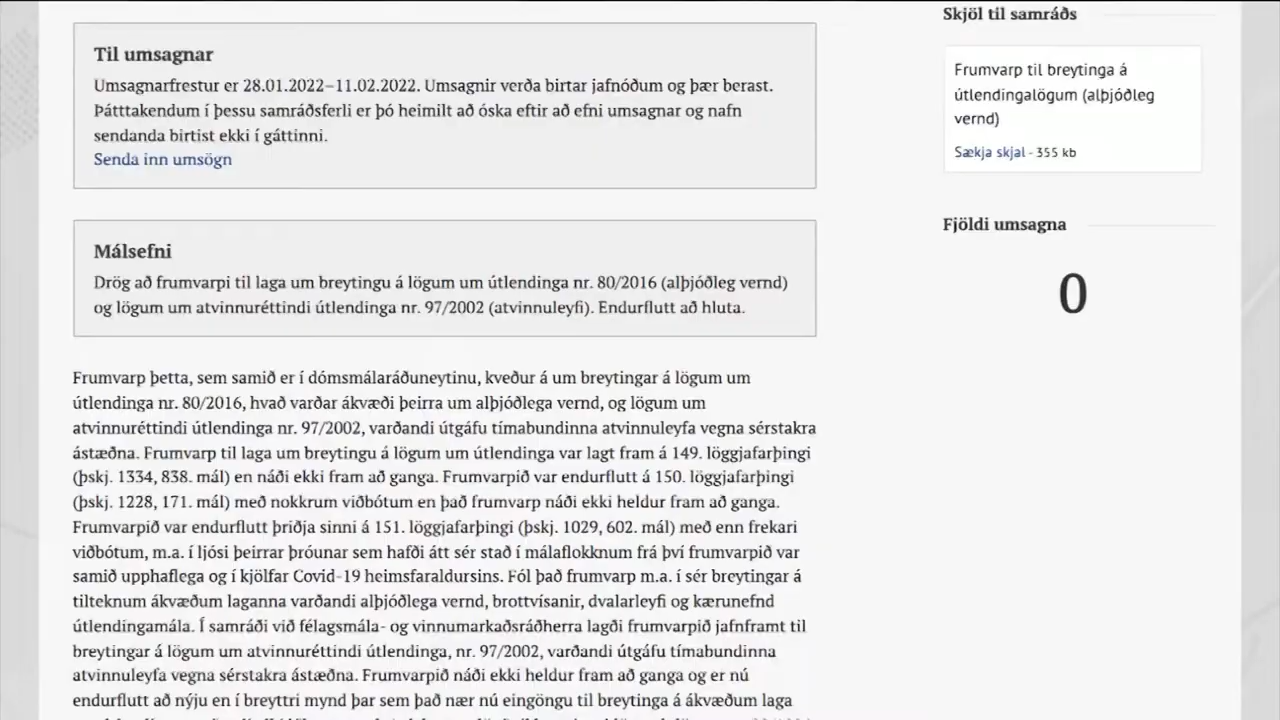 Til umsagnar
Umsagnarfrestur er 28.01.2022–11.02.2022. Umsagnir verða birtar jafnóðum og þær berast.
Þátttakendum í þessu samráðsferli er þó heimilt að óska eftir að efni umsagnar og nafn
sendanda birtist ekki í gáttinni.
Senda inn umsögn
Málsefni
Drög að frumvarpi til laga um breytingu á lögum um útlendinga nr. 80/2016 (alþjóðleg vernd)
og lögum um atvinnuréttindi útlendinga nr. 97/2002 (atvinnuleyfi). Endurflutt að hluta.
Frumvarp þetta, sem samið er í dómsmálaráðuneytinu, kveður á um breytingar á lögum um
útlendinga nr. 80/2016, hvað varðar ákvæði þeirra um alþjóðlega vernd, og lögum um
atvinnuréttindi útlendinga nr. 97/2002, varðandi útgáfu tímabundinna atvinnuleyfa vegna sérstakra
ástæðna. Frumvarp til laga um breytingu á lögum um útlendinga var lagt fram á 149. löggjafarþingi
(þskj. 1334, 838. mál) en náði ekki fram að ganga. Frumvarpið var endurflutt á 150. löggjafarþingi
(þskj. 1228, 171. mál) með nokkrum viðbótum en það frumvarp náði ekki heldur fram að ganga.
Frumvarpið var endurflutt þriðja sinni á 151. löggjafarþingi (þskj. 1029, 602. mál) með enn frekari
viðbótum, m.a. í ljósi þeirrar þróunar sem hafði átt sér stað í málaflokknum frá því frumvarpið var
samið upphaflega og í kjölfar Covid-19 heimsfaraldursins. Fól það frumvarp m.a. í sér breytingar á
tilteknum ákvæðum laganna varðandi alþjóðlega vernd, brottvísanir, dvalarleyfi og kærunefnd
útlendingamála. Í samráði við félagsmála- og vinnumarkaðsráðherra lagði frumvarpið jafnframt til
breytingar á lögum um atvinnuréttindi útlendinga, nr. 97/2002, varðandi útgáfu tímabundinna
atvinnuleyfa vegna sérstakra ástæðna. Frumvarpið náði ekki heldur fram að ganga og er nú
endurflutt að nýju en í breyttri mynd þar sem það nær nú eingöngu til breytinga á ákvæðum laga
Skjöl til samráðs
Frumvarp til breytinga á
útlendingalögum (alþjóðleg
vernd)
Sækja skjal - 355 kb
Fjöldi umsagna
0